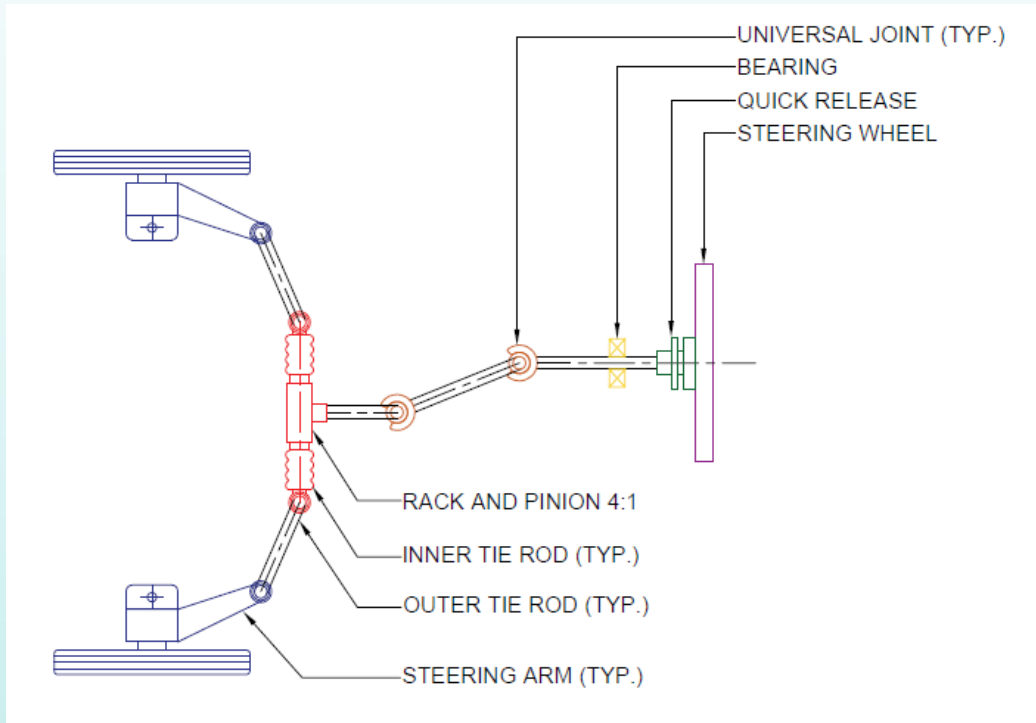 UNIVERSAL JOINT (TYP.)
BEARING
QUICK RELEASE
STEERING WHEEL
RACK AND PINION 4:1
INNER TIE ROD (TYP.)
OUTER TIE ROD (TYP.)
STEERING ARM (TYP.)